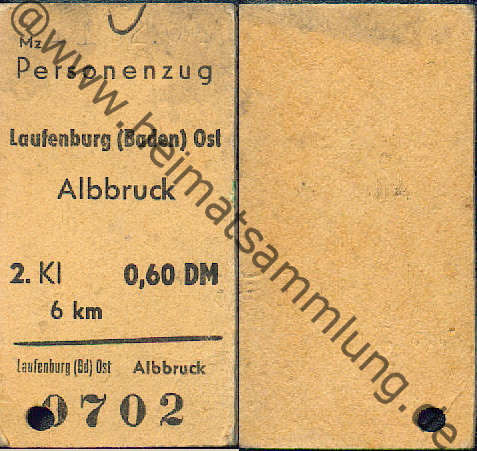 Mz
Personenzug
Laufenburg (Baden) Ost
Albbruck
2. Kl 0,60 DM
6 km
Laufenburg (Bd) Ost Albbruck
0702
@www.heimatsammlung.de